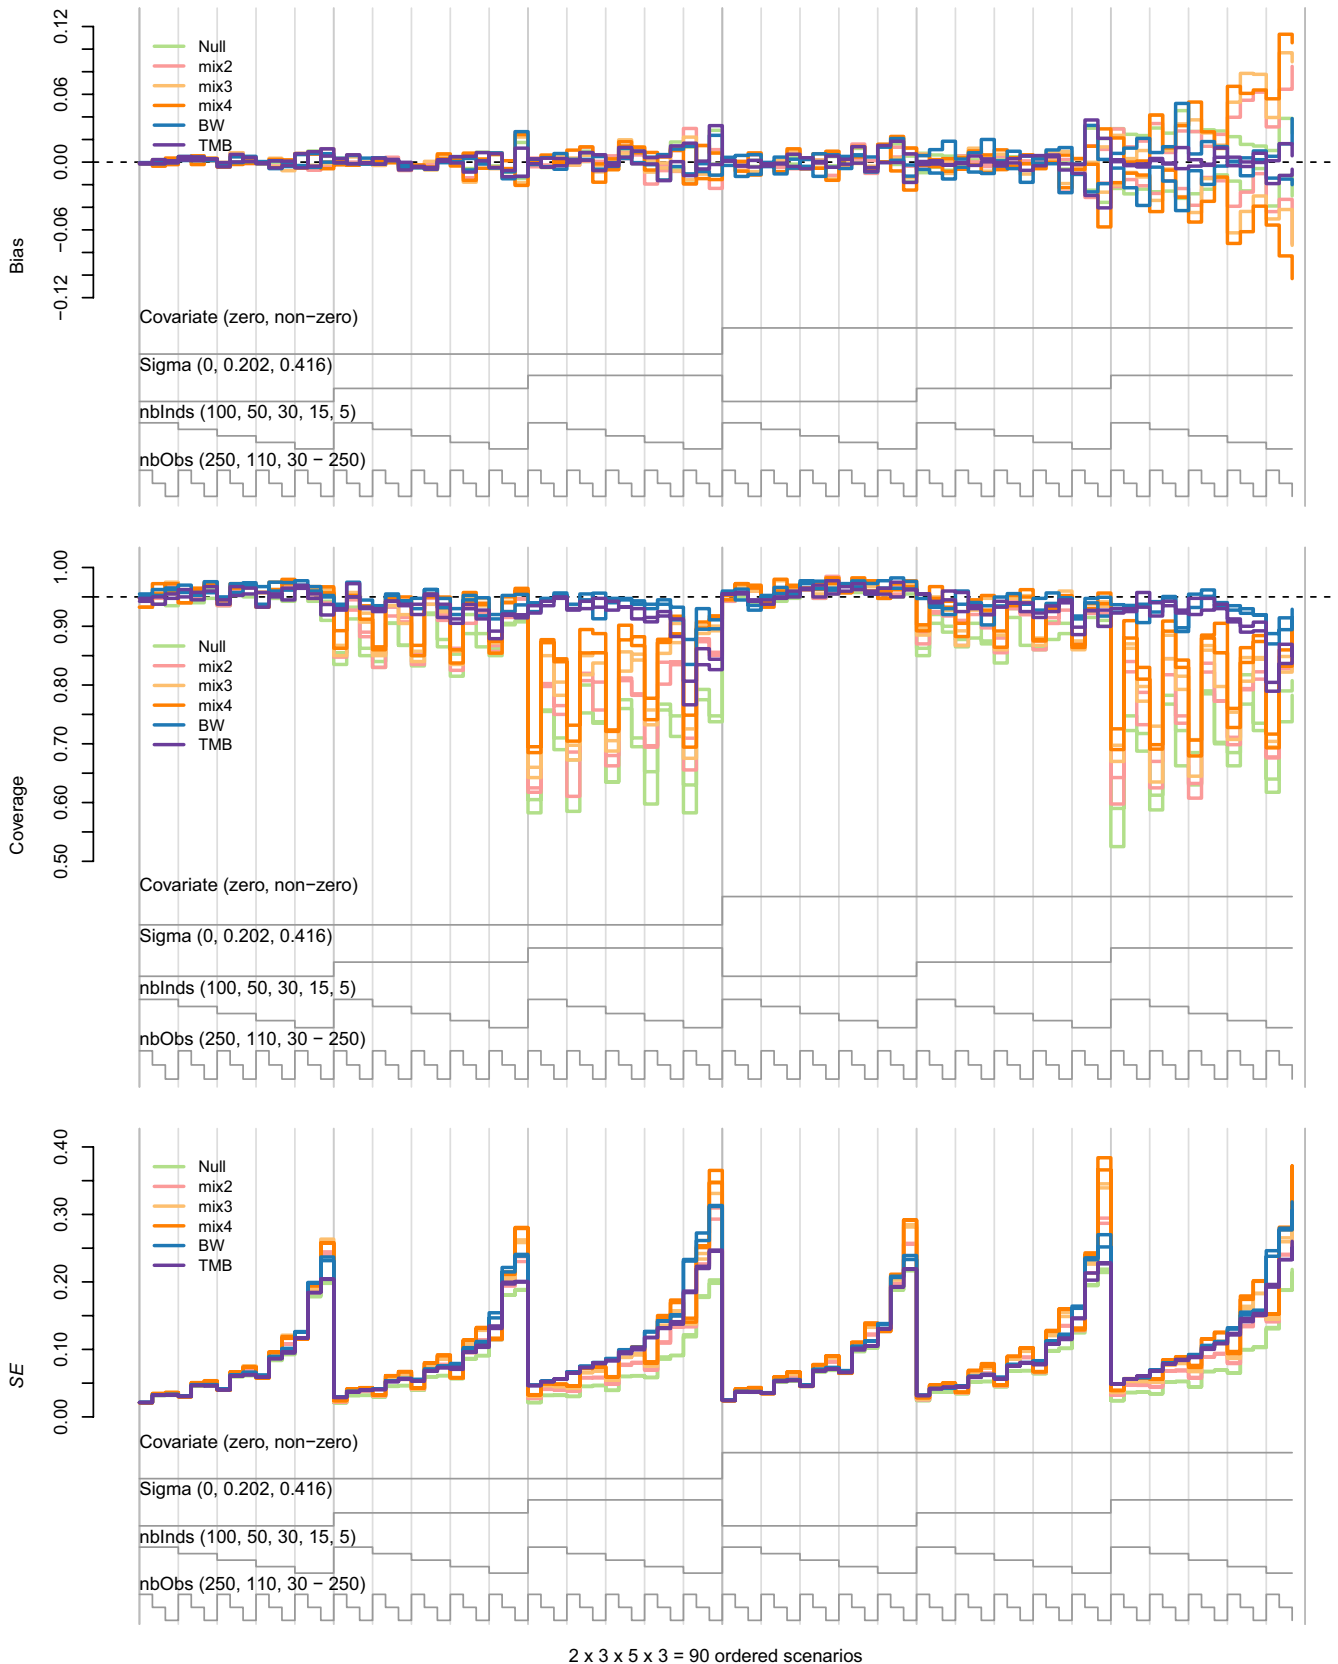 0.12
0.06
0.00
−0.06
−0.12
Bias
Null
mix2
mix3
mix4
BW
TMB
Covariate (zero, non−zero)
Sigma (0, 0.202, 0.416)
nbInds (100, 50, 30, 15, 5)
nbObs (250, 110, 30 − 250)
1.00
0.90
0.80
0.70
0.60
0.50
Coverage
Null
mix2
mix3
mix4
BW
TMB
Covariate (zero, non−zero)
Sigma (0, 0.202, 0.416)
nbInds (100, 50, 30, 15, 5)
nbObs (250, 110, 30 − 250)
0.40
0.30
0.20
0.10
0.00
SE
Null
mix2
mix3
mix4
BW
TMB
Covariate (zero, non−zero)
Sigma (0, 0.202, 0.416)
nbInds (100, 50, 30, 15, 5)
nbObs (250, 110, 30 − 250)
2 x 3 x 5 x 3 = 90 ordered scenarios